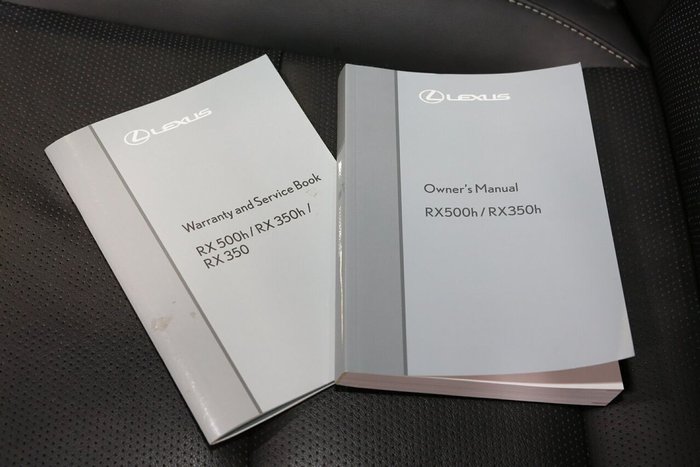 LEXUS
Warranty and Service Book
RX 500h / RX 350h /
RX 350
LEXUS
Owner's Manual
RX500h / RX350h